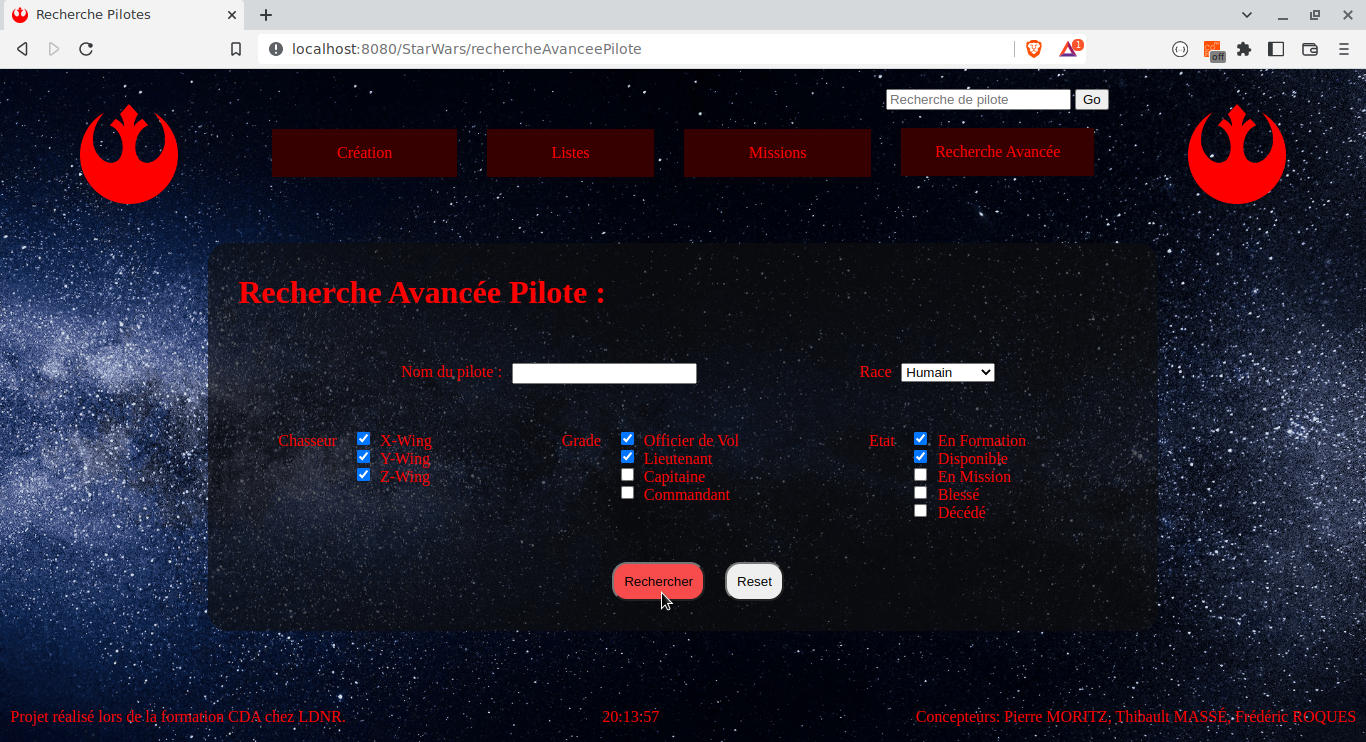 Recherche Pilotes
localhost:8080/StarWars/rechercheAvanceePilote
1
off
Recherche de pilote Go
Création Listes Missions Recherche Avancée
Recherche Avancée Pilote :
Nom du pilote : Race Humain
Chasseur X-Wing Grade Officier de Vol Etat En Formation
Y-Wing Lieutenant Disponible
Z-Wing Capitaine En Mission
Commandant Blessé
Décédé
Rechercher Reset
Projet réalisé lors de la formation CDA chez LDNR. 20:13:57 Concepteurs: Pierre MORITZ, Thibault MASSÉ, Frédéric ROQUES